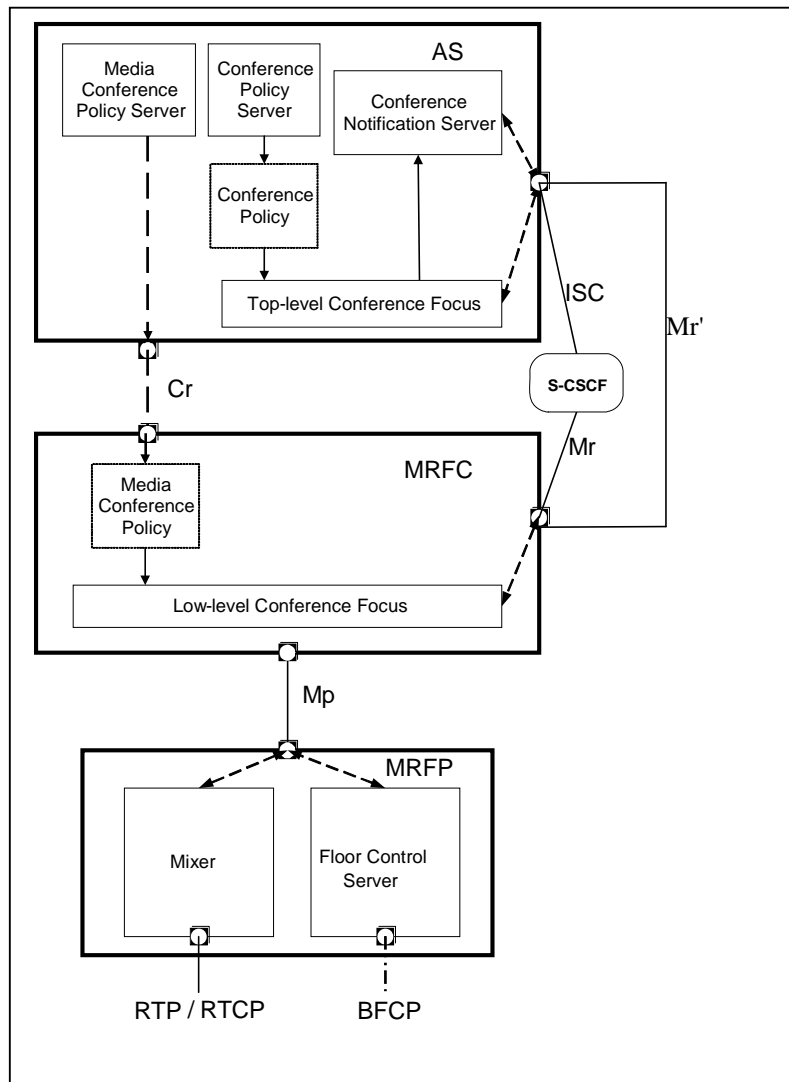 AS
Media
Conference
Policy Server
Conference
Policy
Server
Conference
Notification Server
Conference
Policy
Top-level Conference Focus
ISC
Mr'
S-CSCF
Cr
Mr
MRFC
Media
Conference
Policy
Low-level Conference Focus
Mp
MRFP
Mixer
Floor Control
Server
RTP / RTCP
BFCP